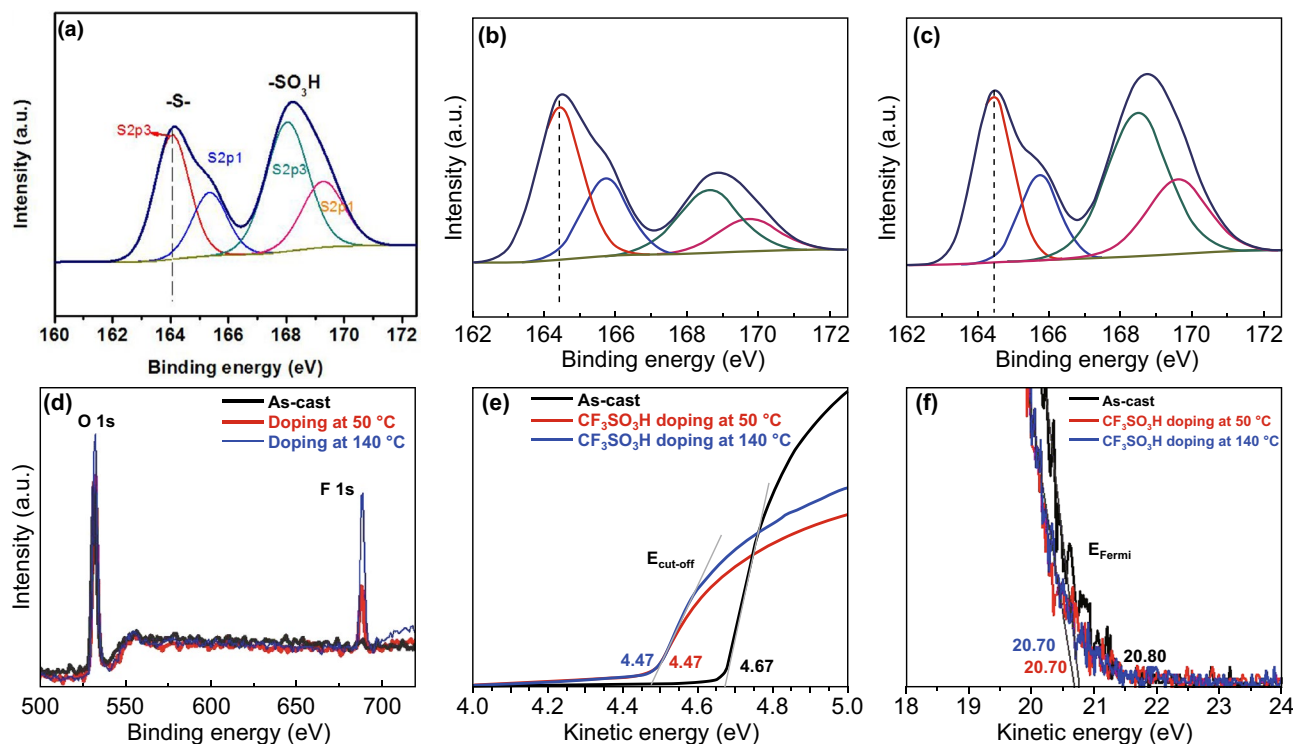 (a)
-S-
-SO3H
S2p3
S2p1
S2p3
S2p1
Intensity (a.u.)
160 162 164 166 168 170 172
Binding energy (eV)
(b)
Intensity (a.u.)
162 164 166 168 170 172
Binding energy (eV)
(c)
Intensity (a.u.)
162 164 166 168 170 172
Binding energy (eV)
(d)
As-cast
Doping at 50 °C
Doping at 140 °C
O 1s
F 1s
Intensity (a.u.)
500 550 600 650 700
Binding energy (eV)
(e)
As-cast
CF3SO3H doping at 50 °C
CF3SO3H doping at 140 °C
Ecut-off
4.47 4.47 4.67
Intensity (a.u.)
4.0 4.2 4.4 4.6 4.8 5.0
Kinetic energy (eV)
(f)
As-cast
CF3SO3H doping at 50 °C
CF3SO3H doping at 140 °C
EFermi
20.70
20.70
20.80
Intensity (a.u.)
18 19 20 21 22 23 24
Kinetic energy (eV)